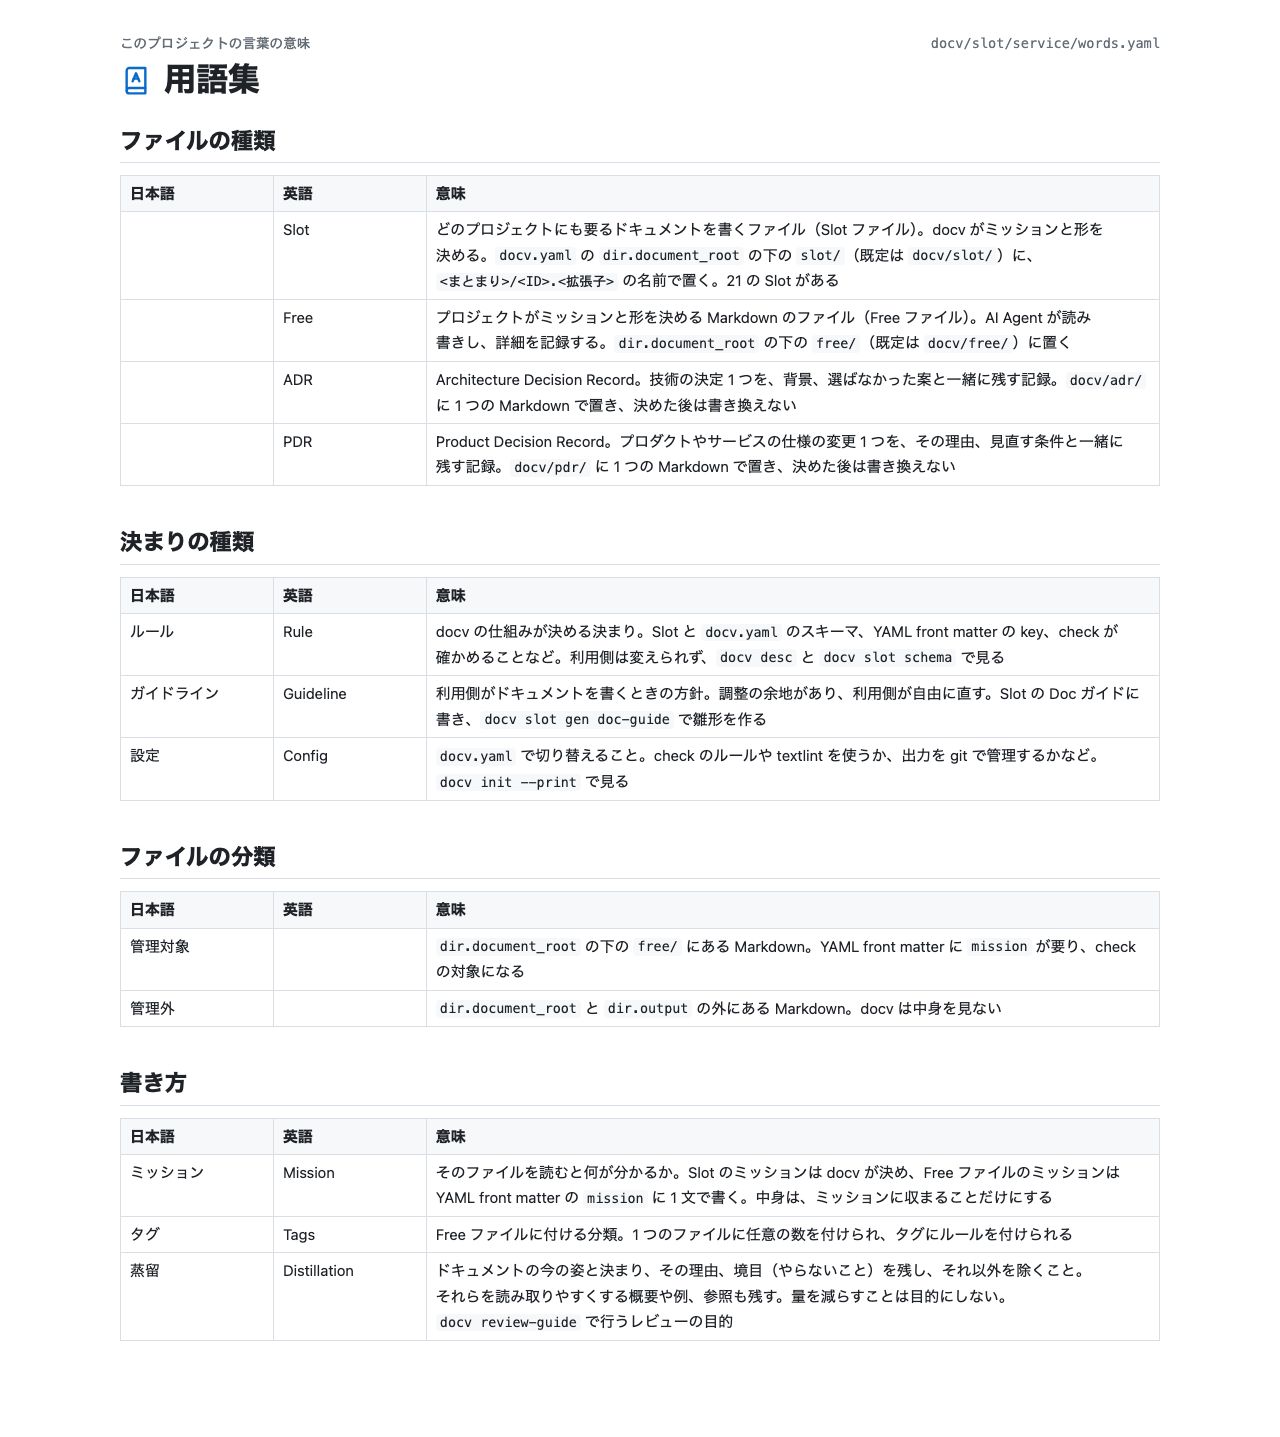 このプロジェクトの言葉の意味
docv/slot/service/words.yaml
用語集
ファイルの種類
日本語 英語 意味
Slot どのプロジェクトにも要るドキュメントを書くファイル（Slot ファイル）。docv がミッションと形を
決める。docv.yaml の dir.document_root の下の slot/（既定は docv/slot/）に、
<まとまり>/<ID>.<拡張子> の名前で置く。21 の Slot がある
Free プロジェクトがミッションと形を決める Markdown のファイル（Free ファイル）。AI Agent が読み
書きし、詳細を記録する。dir.document_root の下の free/（既定は docv/free/）に置く
ADR Architecture Decision Record。技術の決定 1 つを、背景、選ばなかった案と一緒に残す記録。docv/adr/
に 1 つの Markdown で置き、決めた後は書き換えない
PDR Product Decision Record。プロダクトやサービスの仕様の変更 1 つを、その理由、見直す条件と一緒に
残す記録。docv/pdr/ に 1 つの Markdown で置き、決めた後は書き換えない
決まりの種類
日本語 英語 意味
ルール Rule docv の仕組みが決める決まり。Slot と docv.yaml のスキーマ、YAML front matter の key、check が
確かめることなど。利用側は変えられず、docv desc と docv slot schema で見る
ガイドライン Guideline 利用側がドキュメントを書くときの方針。調整の余地があり、利用側が自由に直す。Slot の Doc ガイドに
書き、docv slot gen doc-guide で雛形を作る
設定 Config docv.yaml で切り替えること。check のルールや textlint を使うか、出力を git で管理するかなど。
docv init --print で見る
ファイルの分類
日本語 英語 意味
管理対象 dir.document_root の下の free/ にある Markdown。YAML front matter に mission が要り、check
の対象になる
管理外 dir.document_root と dir.output の外にある Markdown。docv は中身を見ない
書き方
日本語 英語 意味
ミッション Mission そのファイルを読むと何が分かるか。Slot のミッションは docv が決め、Free ファイルのミッションは
YAML front matter の mission に 1 文で書く。中身は、ミッションに収まることだけにする
タグ Tags Free ファイルに付ける分類。1 つのファイルに任意の数を付けられ、タグにルールを付けられる
蒸留 Distillation ドキュメントの今の姿と決まり、その理由、境目（やらないこと）を残し、それ以外を除くこと。
それらを読み取りやすくする概要や例、参照も残す。量を減らすことは目的にしない。
docv review-guide で行うレビューの目的